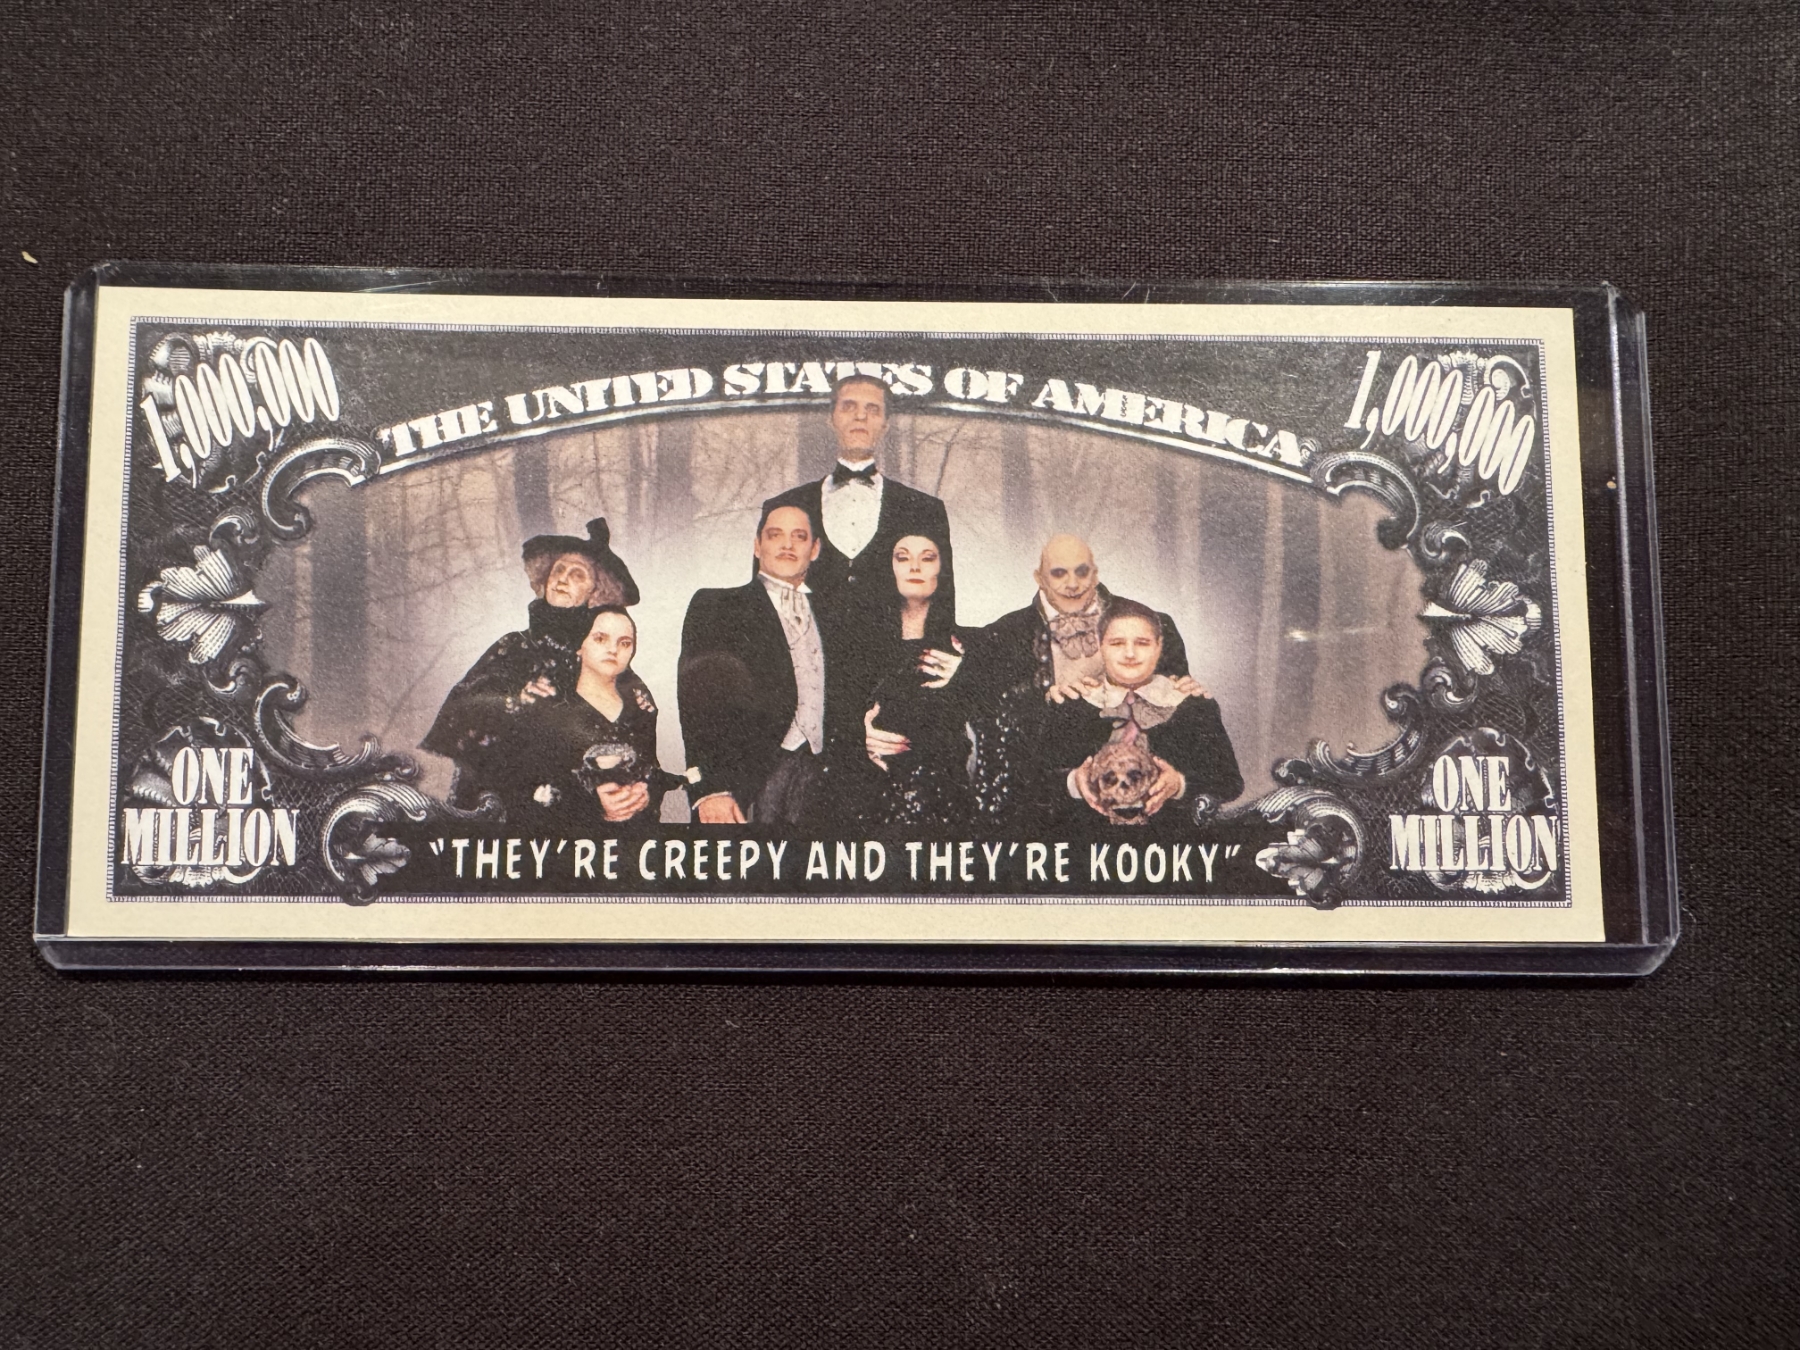 1,000,000
THE UNITED STATES OF AMERICA
1,000,000
ONE
MILLION
ONE
MILLION
"THEY'RE CREEPY AND THEY'RE KOOKY"